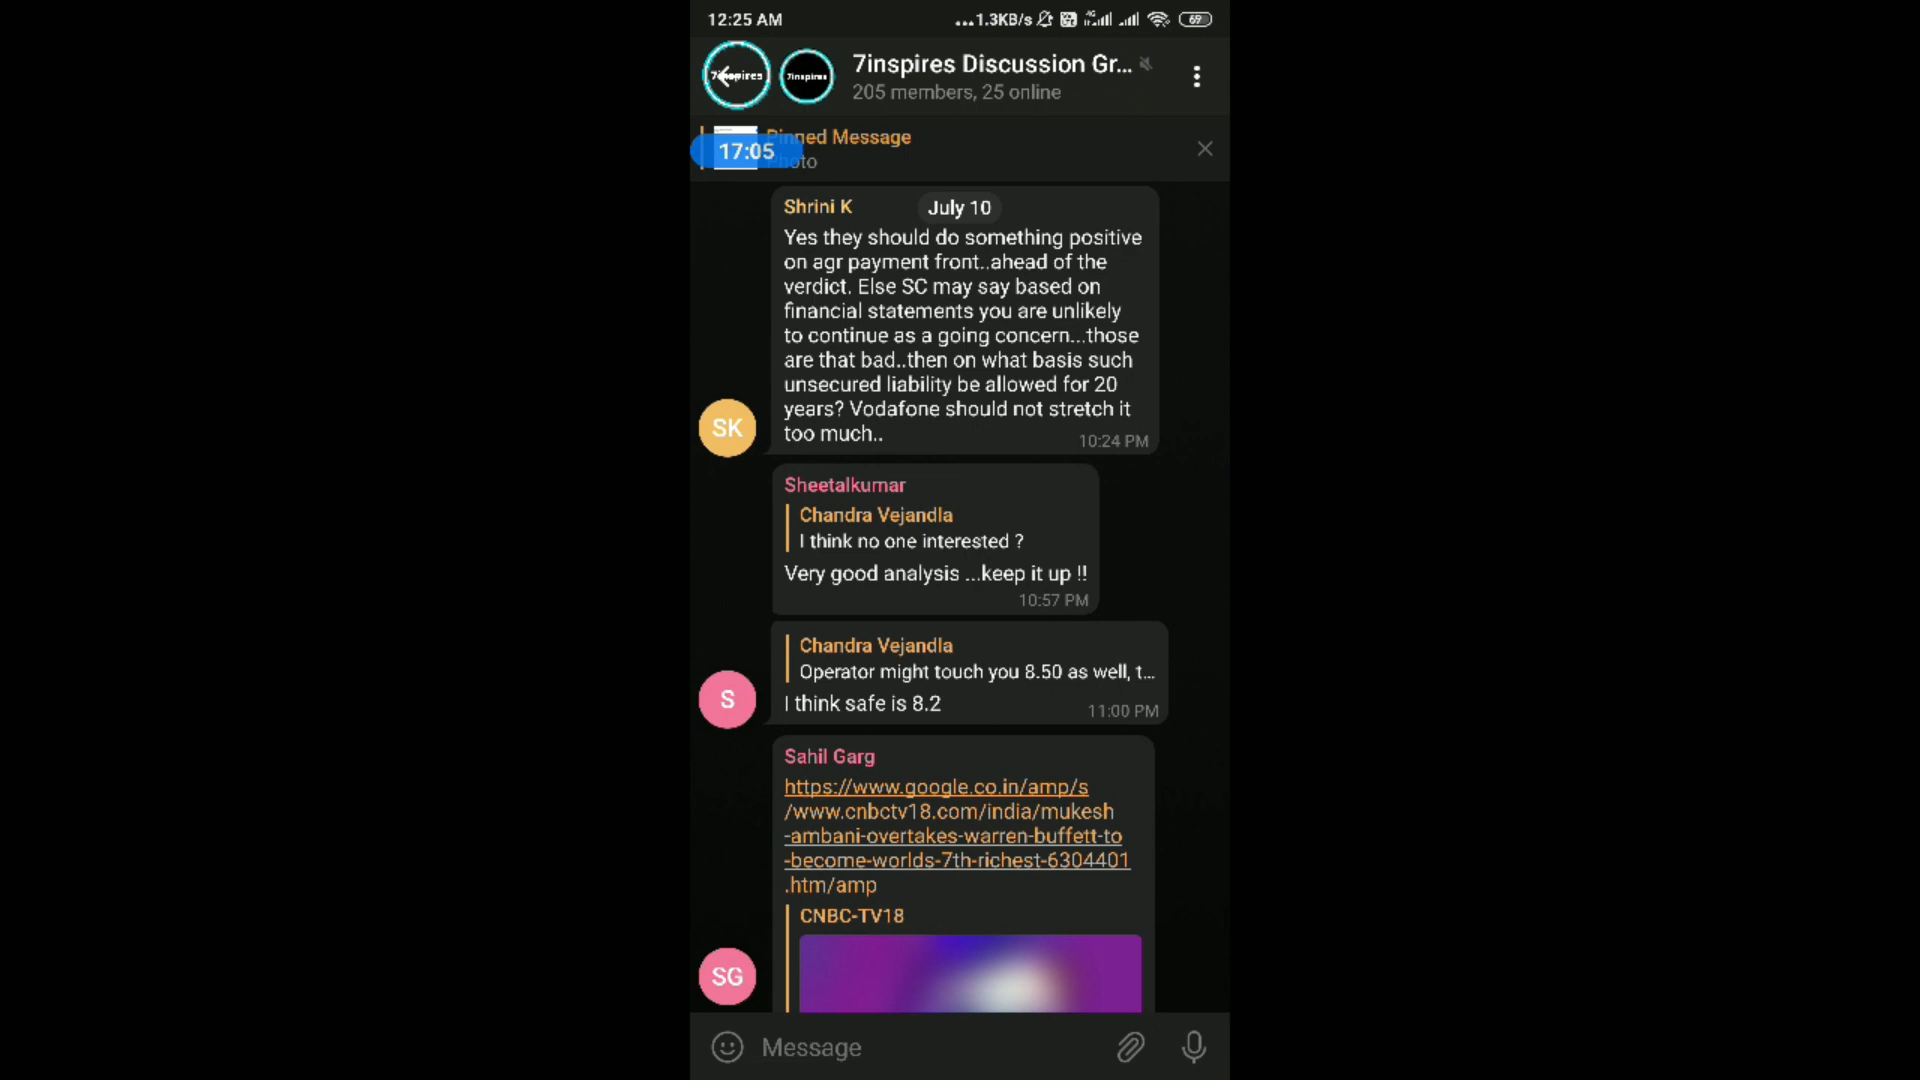 12:25 AM
...1.3KB/s
4G
69
7inspires
7inspires
7inspires Discussion Gr...
205 members, 25 online
Pinned Message
17:05
Photo
Shrini K
July 10
Yes they should do something positive
on agr payment front..ahead of the
verdict. Else SC may say based on
financial statements you are unlikely
to continue as a going concern...those
are that bad..then on what basis such
unsecured liability be allowed for 20
years? Vodafone should not stretch it
too much..
10:24 PM
SK
Sheetalkumar
Chandra Vejandla
I think no one interested ?
Very good analysis ...keep it up !!
10:57 PM
Chandra Vejandla
Operator might touch you 8.50 as well, t...
I think safe is 8.2
11:00 PM
S
Sahil Garg
https://www.google.co.in/amp/s
/www.cnbctv18.com/india/mukesh
-ambani-overtakes-warren-buffett-to
-become-worlds-7th-richest-6304401
.htm/amp
CNBC-TV18
SG
Message